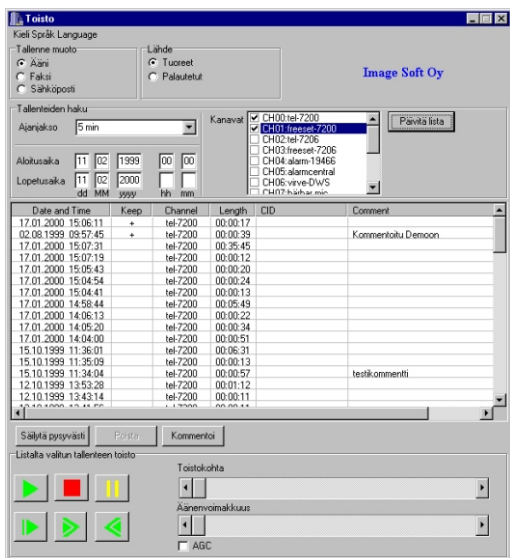 Toisto
Kieli Språk Language
Tallenne muoto
Ääni
Faksi
Sähköposti
Lähde
Tuoreet
Palautetut
Image Soft Oy
Tallenteiden haku
Ajanjakso 5 min
Aloitusaika 11 02 1999 00 00
Lopetusaika 11 02 2000
dd MM yyyy hh mm
Kanavat
CH00:tel-7200
CH01:freeset-7200
CH02:tel-7206
CH03:freeset-7206
CH04:alarm-19466
CH05:alarmcentral
CH06:virve-DWS
CH07:bärbar mic
Päivitä lista
Date and Time Keep Channel Length CID Comment
17.01.2000 15:06:11 + tel-7200 00:00:17
02.08.1999 09:57:45 + tel-7200 00:00:39 Kommentoitu Demoon
17.01.2000 15:07:31 tel-7200 00:35:45
17.01.2000 15:07:19 tel-7200 00:00:12
17.01.2000 15:05:43 tel-7200 00:00:20
17.01.2000 15:04:54 tel-7200 00:00:24
17.01.2000 15:04:41 tel-7200 00:00:13
17.01.2000 14:58:44 tel-7200 00:05:49
17.01.2000 14:06:13 tel-7200 00:00:22
17.01.2000 14:05:20 tel-7200 00:00:34
17.01.2000 14:04:00 tel-7200 00:00:51
15.10.1999 11:36:01 tel-7200 00:06:31
15.10.1999 11:35:09 tel-7200 00:00:13
15.10.1999 11:34:04 tel-7200 00:00:57 testikommentti
12.10.1999 13:53:28 tel-7200 00:01:12
12.10.1999 13:43:14 tel-7200 00:00:11
Säilytä pysyvästi Poista Kommentoi
Listalta valitun tallenteen toisto
Toistokohta
Äänenvoimakkuus
AGC